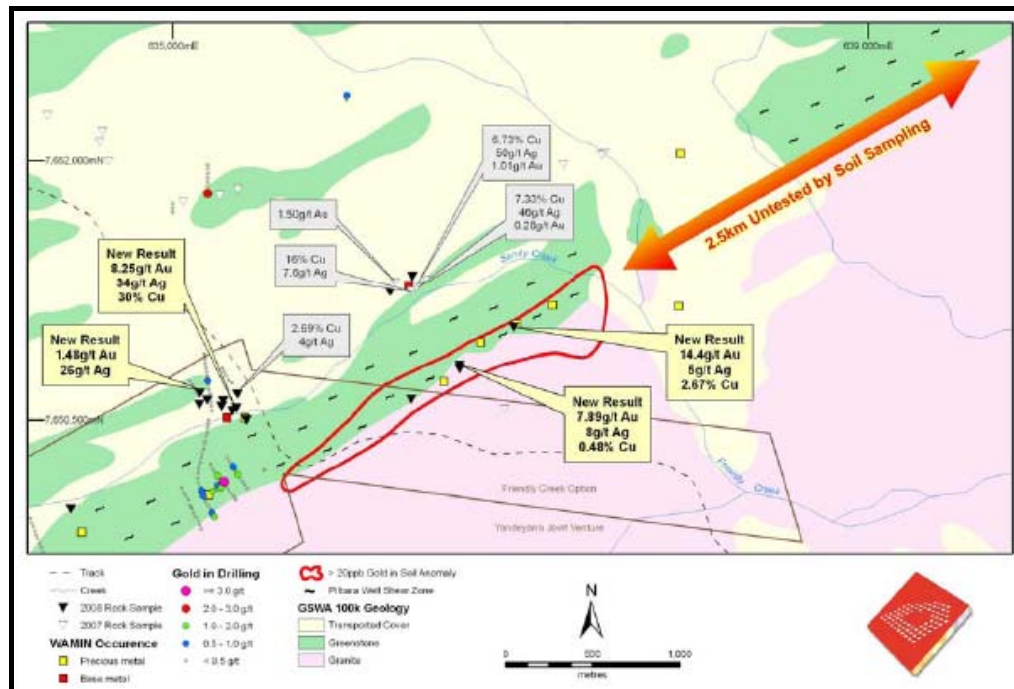 635,000mE
639,000mE
7,652,000mN
6.73% Cu
50g/t Ag
1.01g/t Au
7.33% Cu
46g/t Ag
0.28g/t Au
1.50g/t Au
16% Cu
7.6g/t Ag
Sandy Creek
2.5km Untested by Soil Sampling
New Result
8.25g/t Au
34g/t Ag
30% Cu
New Result
1.48g/t Au
26g/t Ag
2.69% Cu
4g/t Ag
New Result
14.4g/t Au
5g/t Ag
2.67% Cu
New Result
7.89g/t Au
8g/t Ag
0.48% Cu
7,650,500mN
Friendly Creek Option
Friendly Creek
Yandeyarra Joint Venture
Track
Creek
2008 Rock Sample
2007 Rock Sample
WAMIN Occurence
Precious metal
Base metal
Gold in Drilling
>= 3.0 g/t
2.0 - 3.0 g/t
1.0 - 2.0 g/t
0.5 - 1.0 g/t
< 0.5 g/t
> 20ppb Gold in Soil Anomaly
Pilbara Well Shear Zone
GSWA 100k Geology
Transported Cover
Greenstone
Granite
N
0 500 1,000
metres